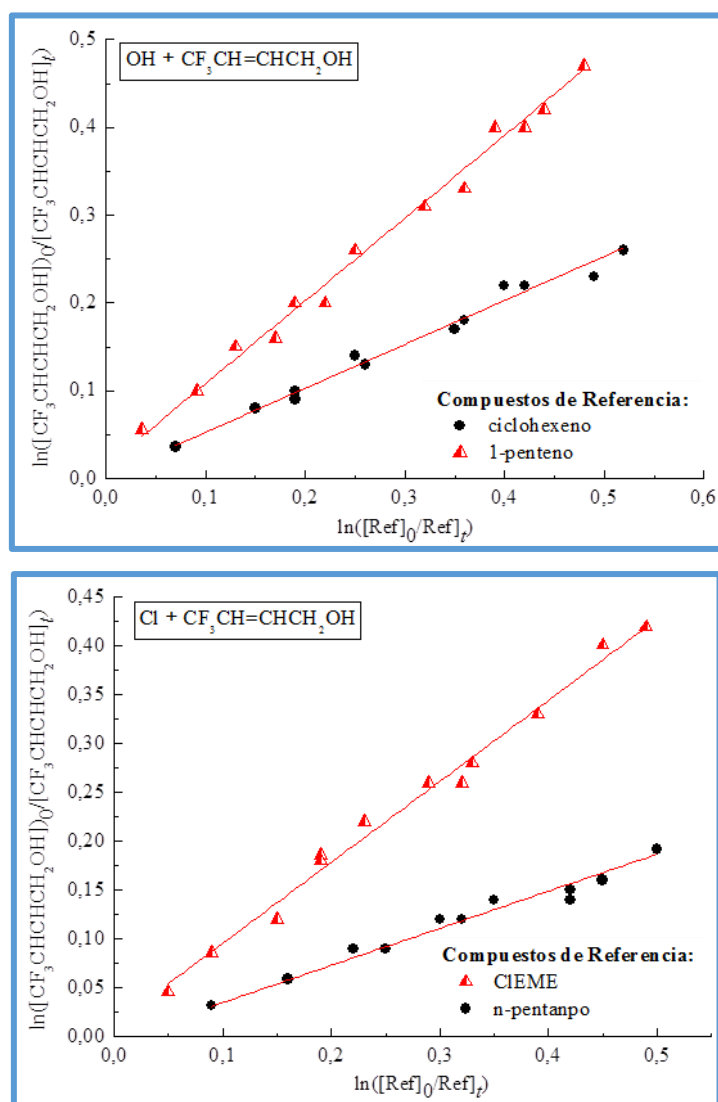 OH + CF₃CH=CHCH₂OH
ln([CF₃CHCHCH₂OH])₀/[CF₃CHCHCH₂OH]ₜ)
0,5
0,4
0,3
0,2
0,1
0,0
Compuestos de Referencia:
ciclohexeno
1-penteno
0,0 0,1 0,2 0,3 0,4 0,5 0,6
ln([Ref]₀/Ref]ₜ)
Cl + CF₃CH=CHCH₂OH
ln([CF₃CHCHCH₂OH])₀/[CF₃CHCHCH₂OH]ₜ)
0,45
0,40
0,35
0,30
0,25
0,20
0,15
0,10
0,05
0,00
Compuestos de Referencia:
ClEME
n-pentanpo
0,0 0,1 0,2 0,3 0,4 0,5
ln([Ref]₀/Ref]ₜ)